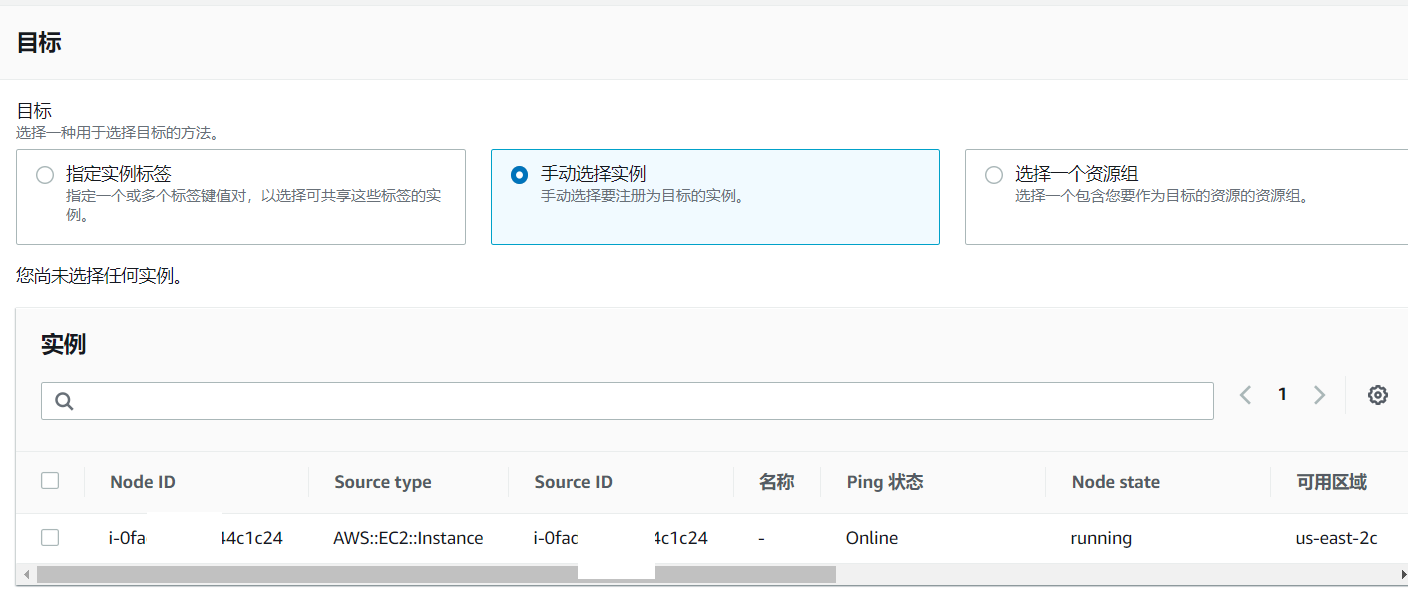 目标
目标
选择一种用于选择目标的方法。
指定实例标签
指定一个或多个标签键值对，以选择可共享这些标签的实
例。
手动选择实例
手动选择要注册为目标的实例。
选择一个资源组
选择一个包含您要作为目标的资源的资源组。
您尚未选择任何实例。
实例
1
Node ID Source type Source ID 名称 Ping 状态 Node state 可用区域
i-0fa 44c1c24 AWS::EC2::Instance i-0fac 4c1c24 - Online running us-east-2c